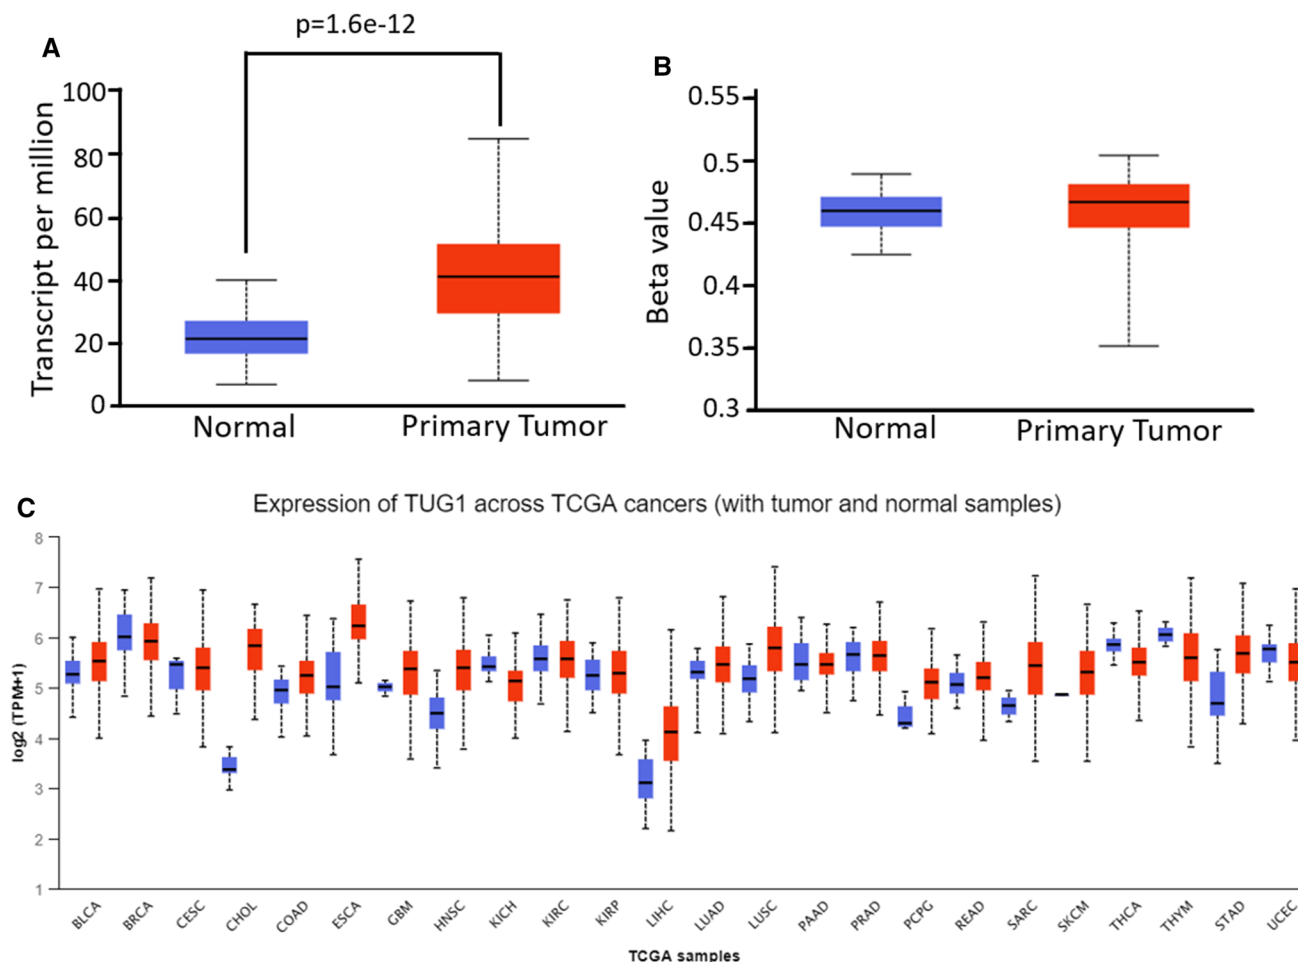 A
p=1.6e-12
Transcript per million
100
80
60
40
20
0
Normal
Primary Tumor
B
Beta value
0.55
0.5
0.45
0.4
0.35
0.3
Normal
Primary Tumor
C
Expression of TUG1 across TCGA cancers (with tumor and normal samples)
log2 (TPM+1)
8
7
6
5
4
3
2
1
BLCA
BRCA
CESC
CHOL
COAD
ESCA
GBM
HNSC
KICH
KIRC
KIRP
LIHC
LUAD
LUSC
PAAD
PRAD
PCPG
READ
SARC
SKCM
THCA
THYM
STAD
UCEC
TCGA samples